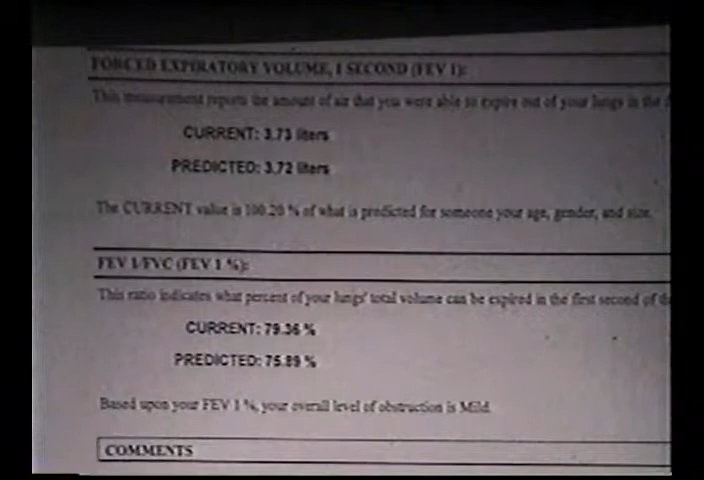 FORCED EXPIRATORY VOLUME, 1 SECOND (FEV 1):
This measurement reports the amount of air that you were able to expire out of your lungs in the
CURRENT: 3.73 liters
PREDICTED: 3.72 liters
The CURRENT value is 100.20 % of what is predicted for someone your age, gender, and size.
FEV 1/FVC (FEV 1 %):
This ratio indicates what percent of your lungs' total volume can be expired in the first second of
CURRENT: 79.36 %
PREDICTED: 75.89 %
Based upon your FEV 1 %, your overall level of obstruction is Mild.
COMMENTS